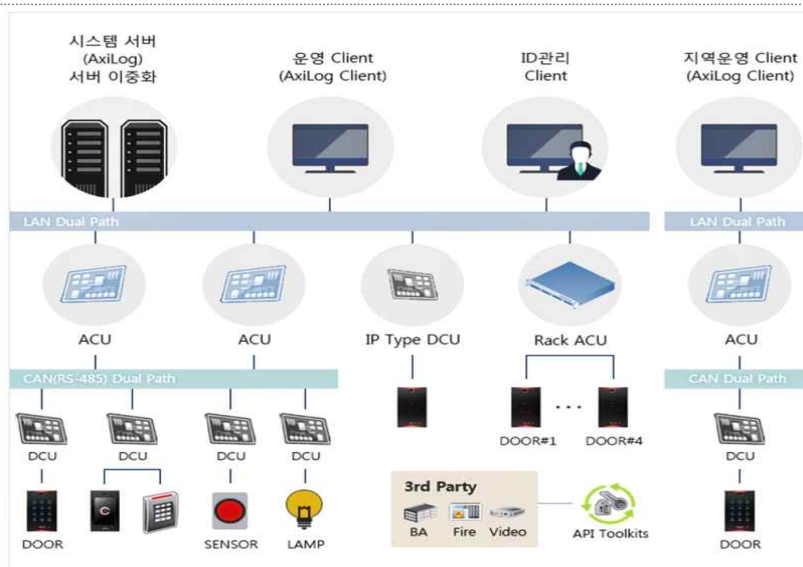 시스템 서버
(AxiLog)
서버 이중화
운영 Client
(AxiLog Client)
ID관리
Client
지역운영 Client
(AxiLog Client)
LAN Dual Path
LAN Dual Path
ACU
ACU
IP Type DCU
Rack ACU
ACU
CAN(RS-485) Dual Path
CAN Dual Path
DCU
DCU
DCU
DCU
DOOR#1
DOOR#4
DCU
3rd Party
BA
Fire
Video
API Toolkits
DOOR
SENSOR
LAMP
DOOR